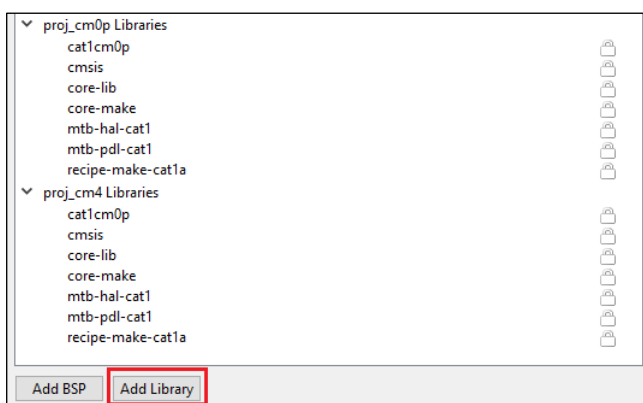 proj_cm0p Libraries
cat1cm0p
cmsis
core-lib
core-make
mtb-hal-cat1
mtb-pdl-cat1
recipe-make-cat1a
proj_cm4 Libraries
cat1cm0p
cmsis
core-lib
core-make
mtb-hal-cat1
mtb-pdl-cat1
recipe-make-cat1a
Add BSP Add Library